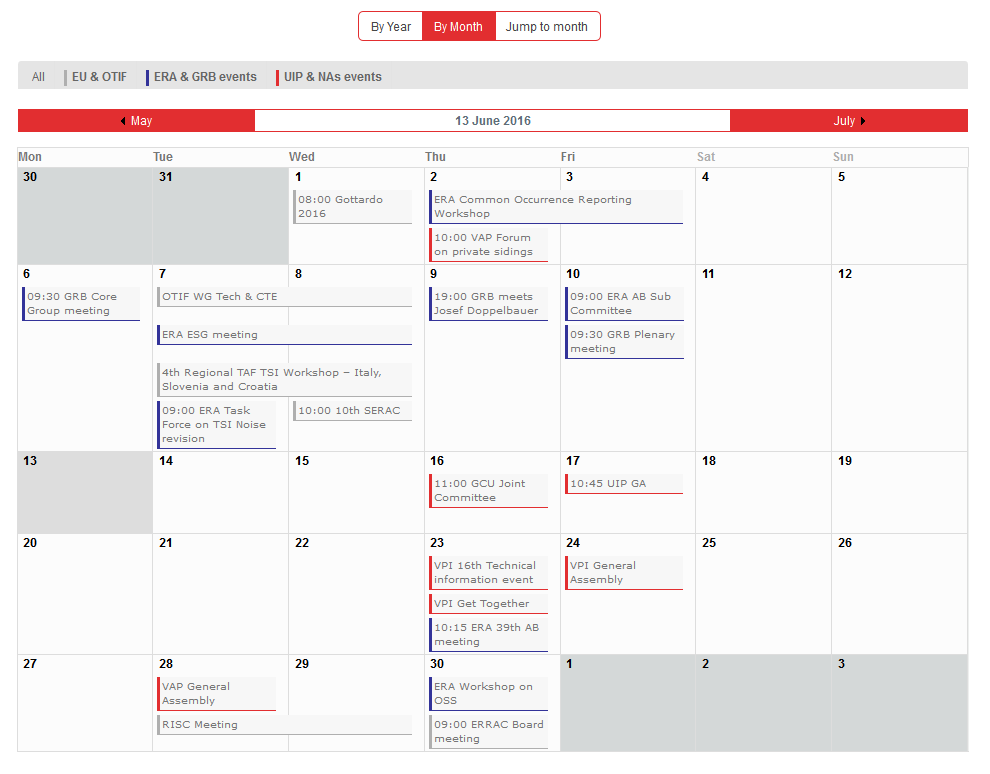 By Year By Month Jump to month
All EU & OTIF ERA & GRB events UIP & NAs events
May 13 June 2016 July
Mon Tue Wed Thu Fri Sat Sun
30 31 1 2 3 4 5
08:00 Gottardo
2016
ERA Common Occurrence Reporting
Workshop
10:00 VAP Forum
on private sidings
6 7 8 9 10 11 12
09:30 GRB Core
Group meeting
OTIF WG Tech & CTE
ERA ESG meeting
4th Regional TAF TSI Workshop – Italy,
Slovenia and Croatia
09:00 ERA Task
Force on TSI Noise
revision
10:00 10th SERAC
19:00 GRB meets
Josef Doppelbauer
09:00 ERA AB Sub
Committee
09:30 GRB Plenary
meeting
13 14 15 16 17 18 19
11:00 GCU Joint
Committee
10:45 UIP GA
20 21 22 23 24 25 26
VPI 16th Technical
information event
VPI Get Together
10:15 ERA 39th AB
meeting
VPI General
Assembly
27 28 29 30 1 2 3
VAP General
Assembly
RISC Meeting
ERA Workshop on
OSS
09:00 ERRAC Board
meeting